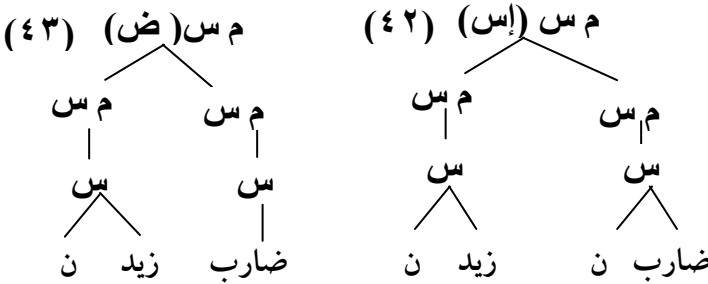 م س (إس) (٤٢) م س( ض) (٤٣)
م س م س م س م س
س س س س
ضارب ن زيد ن ضارب زيد ن